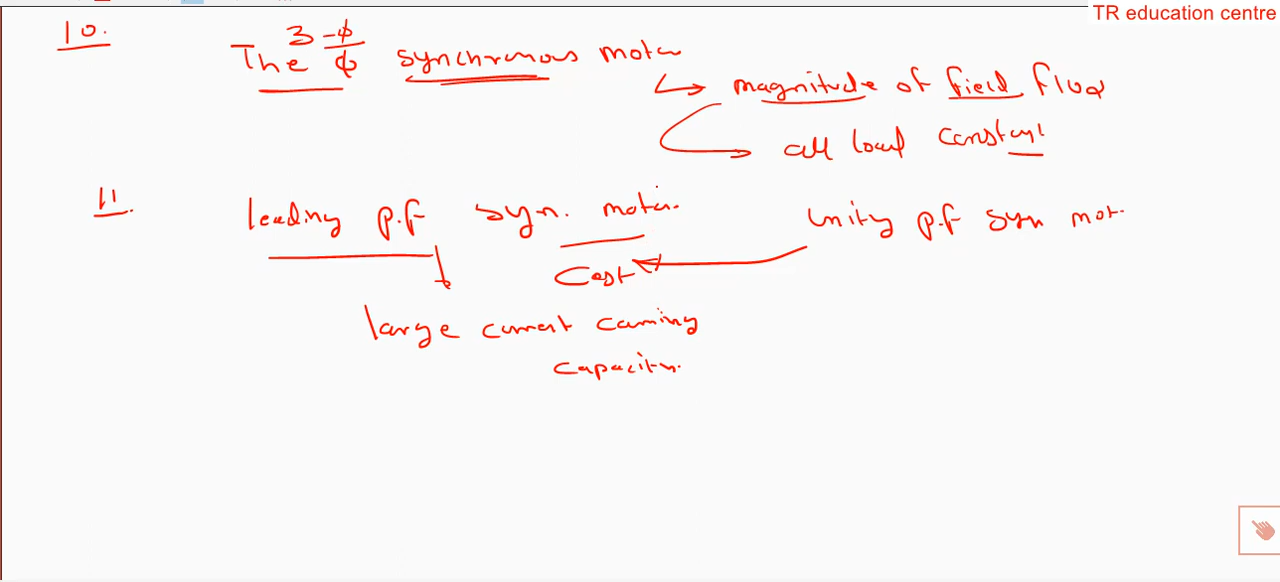 TR education centre
10.
The 3-ϕ synchronous motor
magnitude of field flux
all load constant
11.
leading p.f syn. motor. unity p.f syn mot.
Cost
large current carrying
capacity.